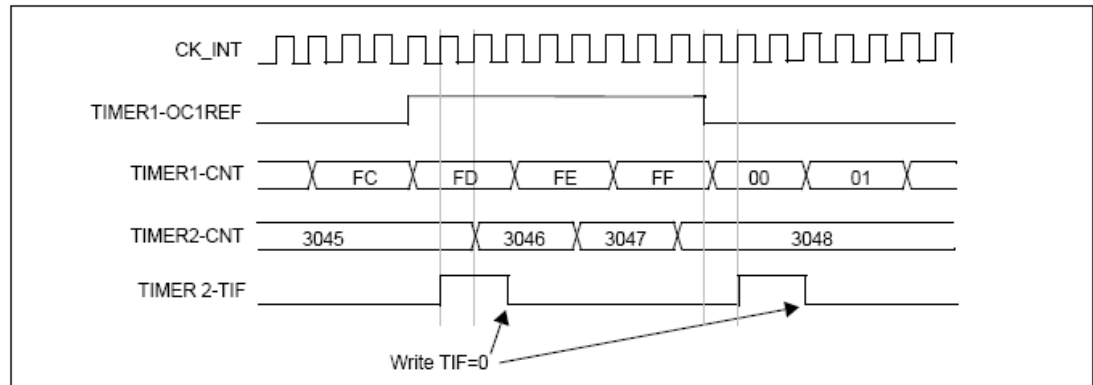 CK_INT
TIMER1-OC1REF
TIMER1-CNT FC FD FE FF 00 01
TIMER2-CNT 3045 3046 3047 3048
TIMER 2-TIF
Write TIF=0